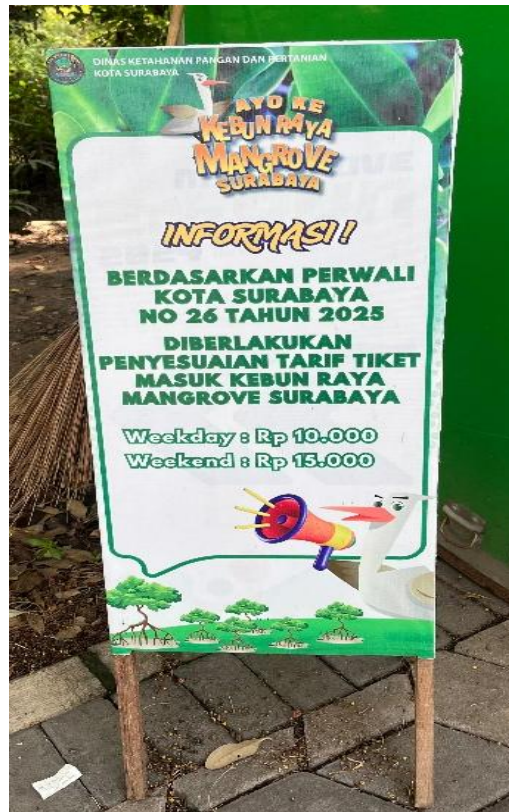 DINAS KETAHANAN PANGAN DAN PERTANIAN
KOTA SURABAYA
AYO KE
KEBUN RAYA
MANGROVE
SURABAYA
INFORMASI !
BERDASARKAN PERWALI
KOTA SURABAYA
NO 26 TAHUN 2025
DIBERLAKUKAN
PENYESUAIAN TARIF TIKET
MASUK KEBUN RAYA
MANGROVE SURABAYA
Weekday : Rp 10.000
Weekend : Rp 15.000